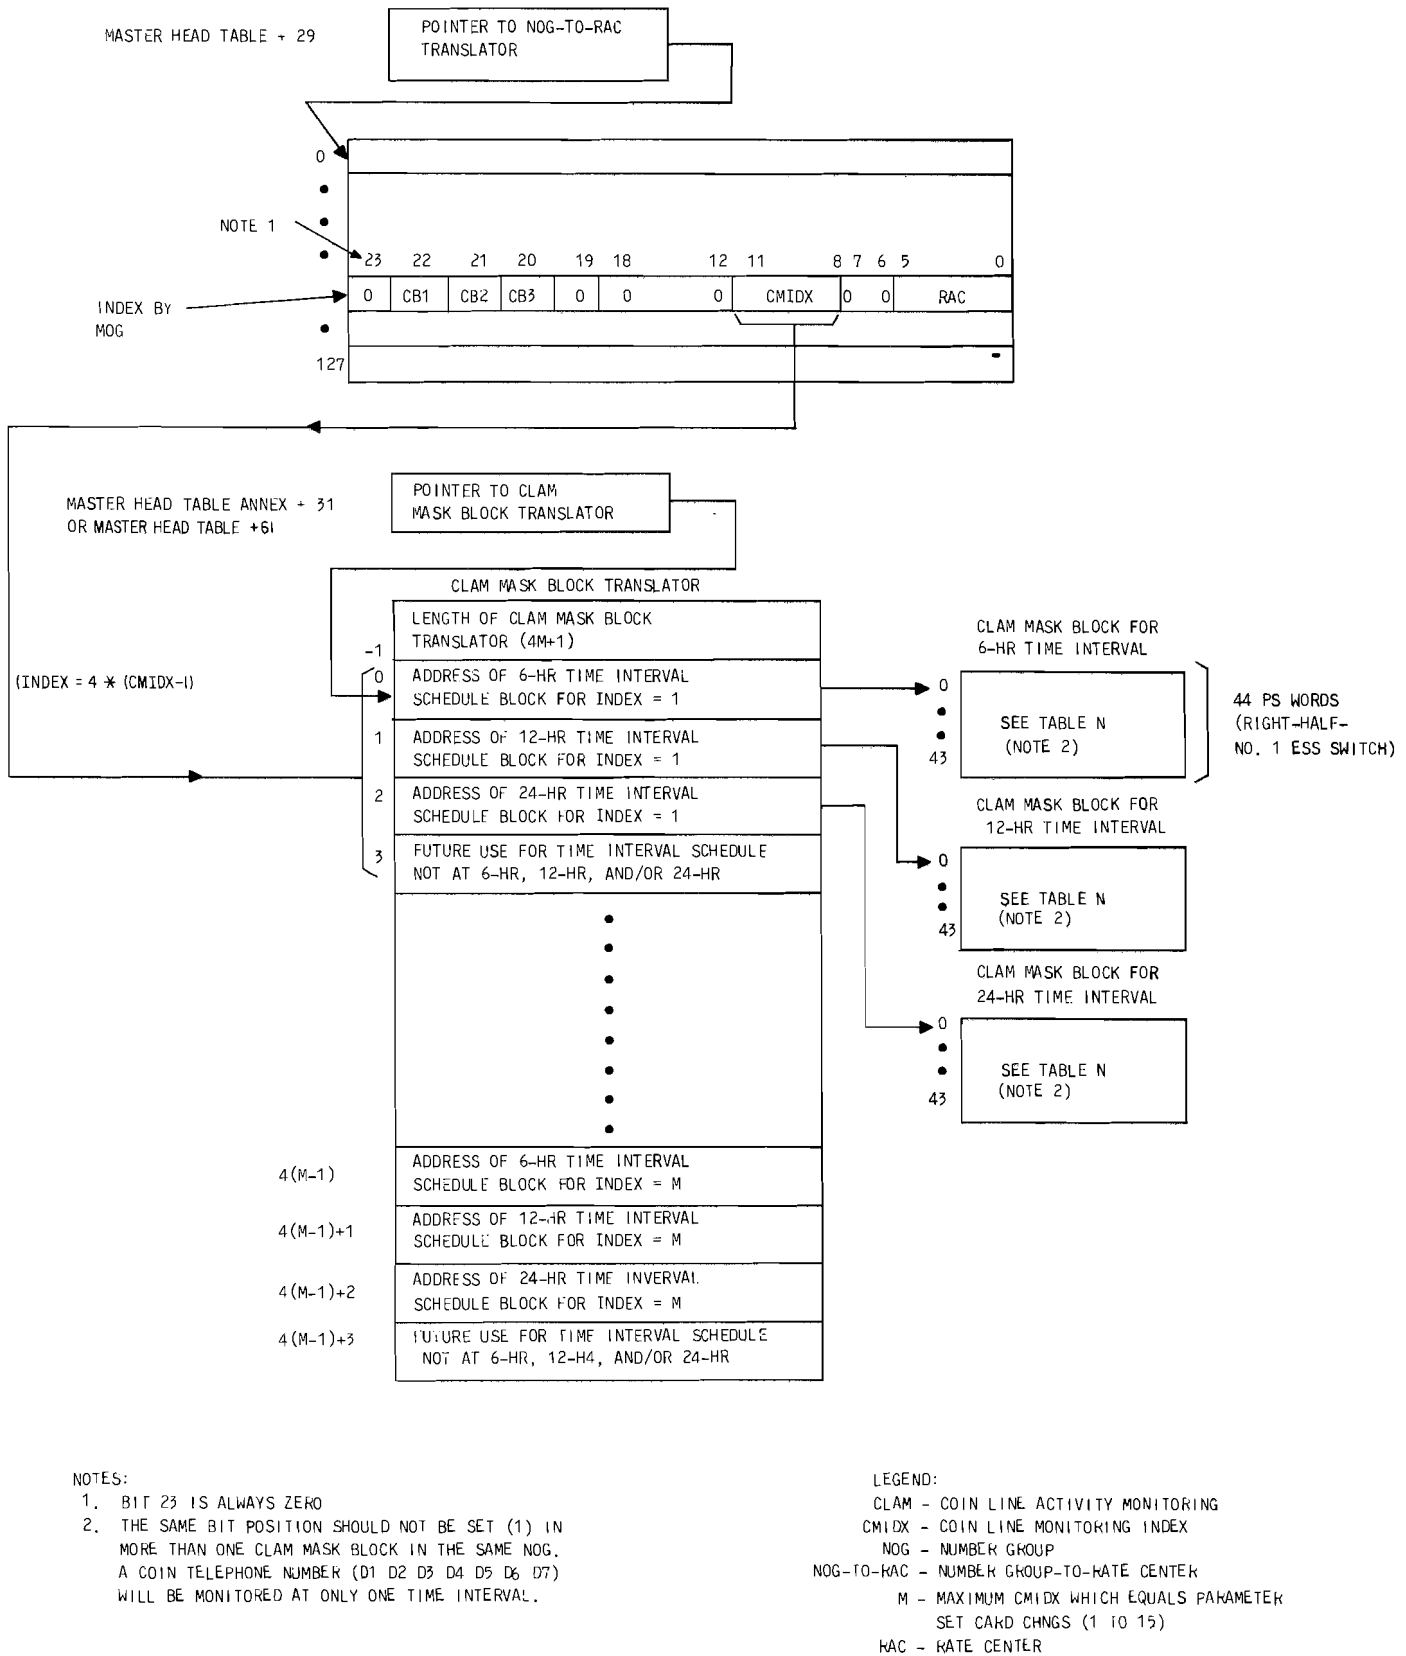 MASTER HEAD TABLE + 29
POINTER TO NOG-TO-RAC
TRANSLATOR
0
NOTE 1
23 22 21 20 19 18 12 11 8 7 6 5 0
INDEX BY
MOG
0 CB1 CB2 CB3 0 0 0 CMIDX 0 0 RAC
127
MASTER HEAD TABLE ANNEX + 31
OR MASTER HEAD TABLE +61
POINTER TO CLAM
MASK BLOCK TRANSLATOR
CLAM MASK BLOCK TRANSLATOR
-1
LENGTH OF CLAM MASK BLOCK
TRANSLATOR (4M+1)
(INDEX = 4 * (CMIDX-1)
0
ADDRESS OF 6-HR TIME INTERVAL
SCHEDULE BLOCK FOR INDEX = 1
1
ADDRESS OF 12-HR TIME INTERVAL
SCHEDULE BLOCK FOR INDEX = 1
2
ADDRESS OF 24-HR TIME INTERVAL
SCHEDULE BLOCK FOR INDEX = 1
3
FUTURE USE FOR TIME INTERVAL SCHEDULE
NOT AT 6-HR, 12-HR, AND/OR 24-HR
CLAM MASK BLOCK FOR
6-HR TIME INTERVAL
0
43
SEE TABLE N
(NOTE 2)
44 PS WORDS
(RIGHT-HALF-
NO. 1 ESS SWITCH)
CLAM MASK BLOCK FOR
12-HR TIME INTERVAL
0
43
SEE TABLE N
(NOTE 2)
CLAM MASK BLOCK FOR
24-HR TIME INTERVAL
0
43
SEE TABLE N
(NOTE 2)
4(M-1)
ADDRESS OF 6-HR TIME INTERVAL
SCHEDULE BLOCK FOR INDEX = M
4(M-1)+1
ADDRESS OF 12-HR TIME INTERVAL
SCHEDULE BLOCK FOR INDEX = M
4(M-1)+2
ADDRESS OF 24-HR TIME INVERVAL
SCHEDULE BLOCK FOR INDEX = M
4(M-1)+3
FUTURE USE FOR TIME INTERVAL SCHEDULE
NOT AT 6-HR, 12-H4, AND/OR 24-HR
NOTES:
1. BIT 23 IS ALWAYS ZERO
2. THE SAME BIT POSITION SHOULD NOT BE SET (1) IN
MORE THAN ONE CLAM MASK BLOCK IN THE SAME NOG.
A COIN TELEPHONE NUMBER (D1 D2 D3 D4 D5 D6 D7)
WILL BE MONITORED AT ONLY ONE TIME INTERVAL.
LEGEND:
CLAM - COIN LINE ACTIVITY MONITORING
CMIDX - COIN LINE MONITORING INDEX
NOG - NUMBER GROUP
NOG-TO-RAC - NUMBER GROUP-TO-RATE CENTER
M - MAXIMUM CMIDX WHICH EQUALS PARAMETER
SET CARD CHNGS (1 TO 15)
RAC - RATE CENTER